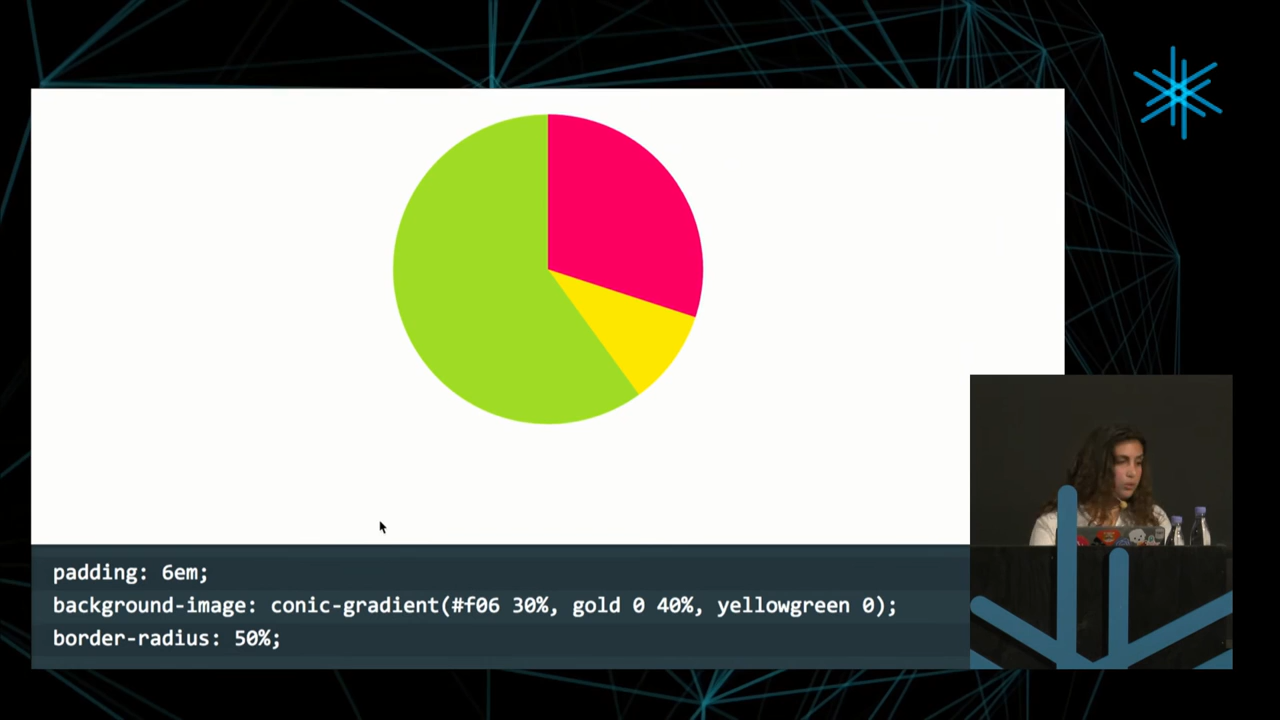 padding: 6em;
background-image: conic-gradient(#f06 30%, gold 0 40%, yellowgreen 0);
border-radius: 50%;